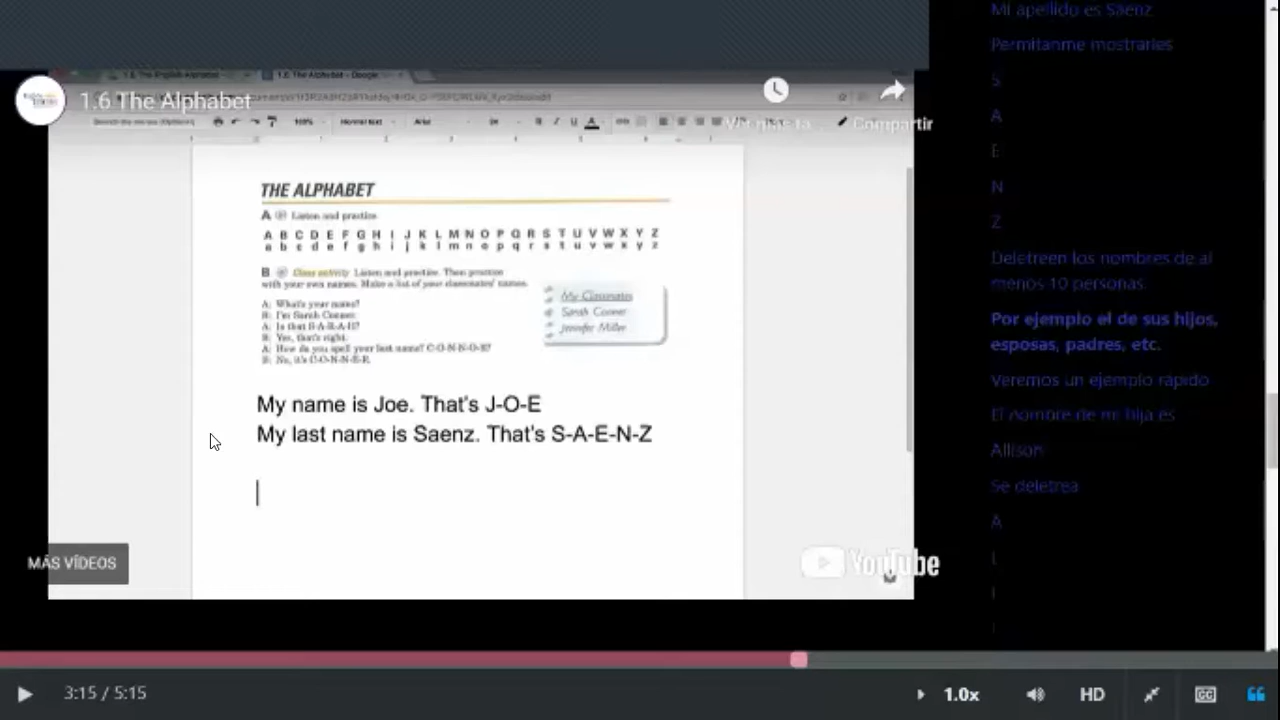 Mi apellido es Saenz
Permítanme mostrarles
S
A
E
N
Z
Deletreen los nombres de al
menos 10 personas.
Por ejemplo el de sus hijos,
esposas, padres, etc.
Veremos un ejemplo rápido
El nombre de mi hija es
Allison
Se deletrea
A
L
1.6 The Alphabet
Compartir
100%
Normal text
Arial
THE ALPHABET
A Listen and practice
A B C D E F G H I J K L M N O P Q R S T U V W X Y Z
a b c d e f g h i j k l m n o p q r s t u v w x y z
B Class activity Listen and practice. Then practice
with your own names. Make a list of your classmates' names.
A: What's your name?
B: I'm Sarah Conner.
A: Is that S-A-R-A-H?
B: Yes, that's right.
A: How do you spell your last name? C-O-N-N-O-R?
B: No, it's C-O-N-N-E-R.
My Classmates
Sarah Conner
Jennifer Miller
My name is Joe. That's J-O-E
My last name is Saenz. That's S-A-E-N-Z
MÁS VÍDEOS
YouTube
3:15 / 5:15
1.0x
HD
CC